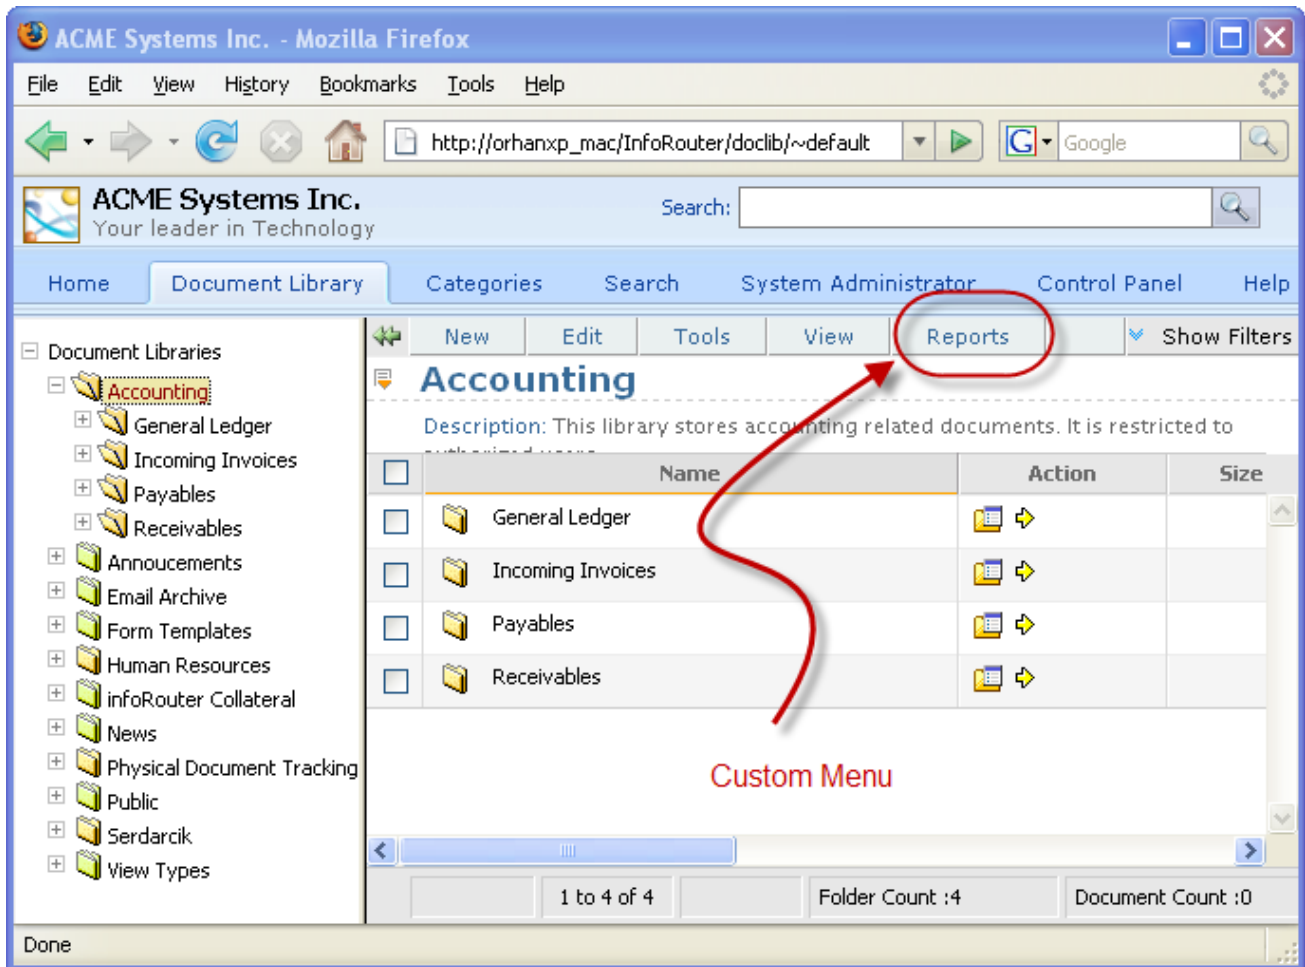 ACME Systems Inc. - Mozilla Firefox
File Edit View History Bookmarks Tools Help
http://orhanxp_mac/InfoRouter/doclib/~default G Google
ACME Systems Inc.
Your leader in Technology
Search:
Home Document Library Categories Search System Administrator Control Panel Help
Document Libraries
Accounting
General Ledger
Incoming Invoices
Payables
Receivables
Annoucements
Email Archive
Form Templates
Human Resources
infoRouter Collateral
News
Physical Document Tracking
Public
Serdarcik
View Types
New Edit Tools View Reports Show Filters
Accounting
Description: This library stores accounting related documents. It is restricted to
Name Action Size
General Ledger
Incoming Invoices
Payables
Receivables
Custom Menu
1 to 4 of 4 Folder Count :4 Document Count :0
Done